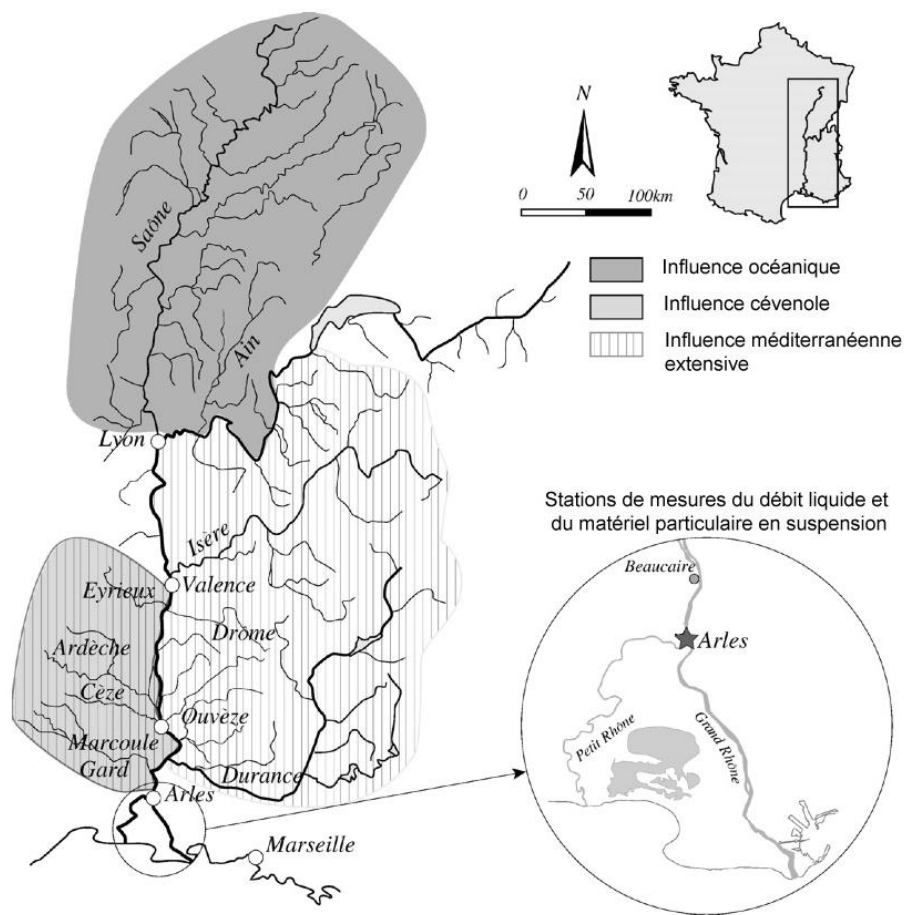 N
0 50 100km
Influence océanique
Influence cévenole
Influence méditerranéenne
extensive
Saône
Ain
Lyon
Isère
Valence
Eyrieux
Drôme
Ardèche
Cèze
Ouvèze
Marcoule
Gard
Durance
Arles
Marseille
Stations de mesures du débit liquide et
du matériel particulaire en suspension
Beaucaire
Arles
Petit Rhône
Grand Rhône